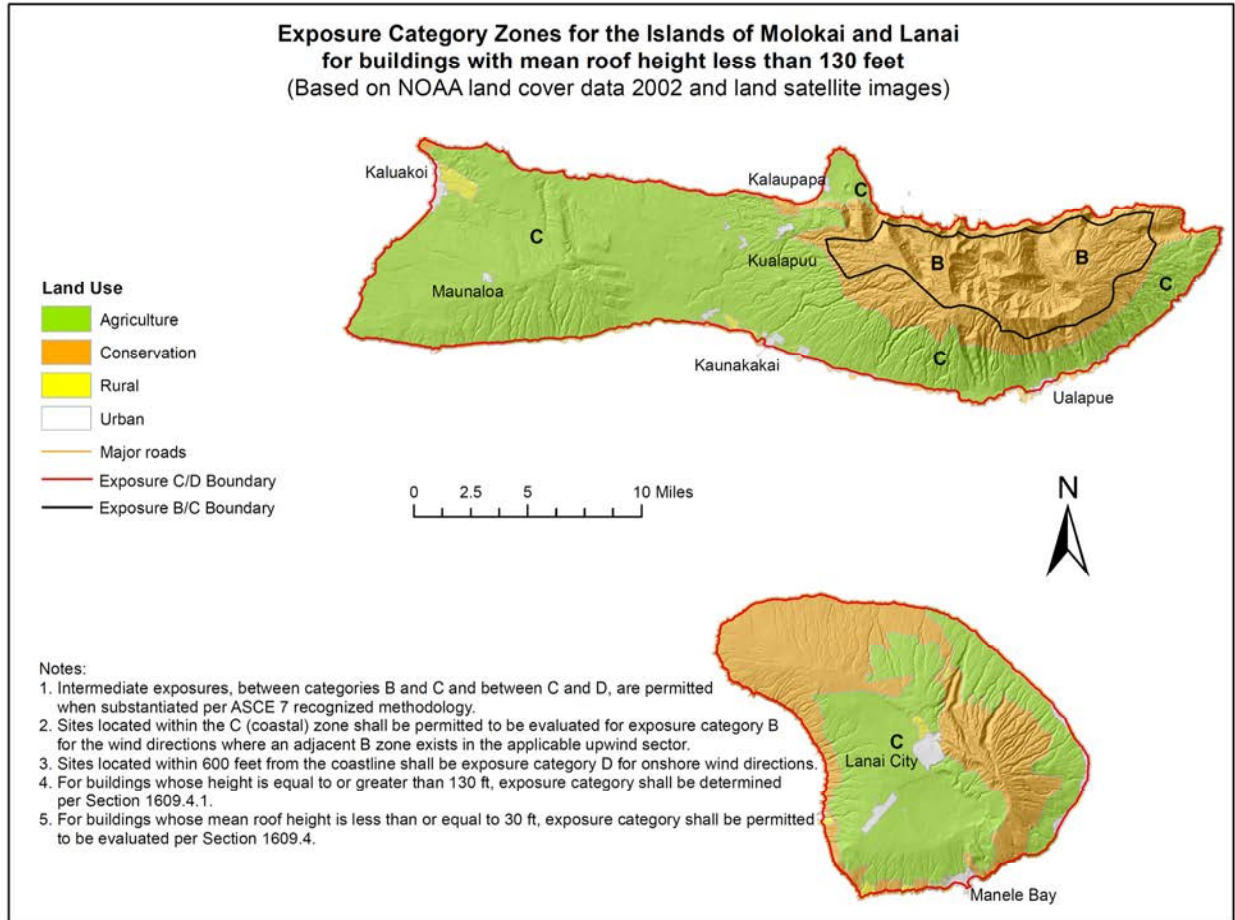 Exposure Category Zones for the Islands of Molokai and Lanai
for buildings with mean roof height less than 130 feet
(Based on NOAA land cover data 2002 and land satellite images)
Kaluakoi
Kalaupapa
C
C
B
B
Kualapuu
C
Maunaloa
C
Kaunakakai
Ualapue
Land Use
Agriculture
Conservation
Rural
Urban
Major roads
Exposure C/D Boundary
Exposure B/C Boundary
0 2.5 5 10 Miles
N
C
Lanai City
Manele Bay
Notes:
1. Intermediate exposures, between categories B and C and between C and D, are permitted
when substantiated per ASCE 7 recognized methodology.
2. Sites located within the C (coastal) zone shall be permitted to be evaluated for exposure category B
for the wind directions where an adjacent B zone exists in the applicable upwind sector.
3. Sites located within 600 feet from the coastline shall be exposure category D for onshore wind directions.
4. For buildings whose height is equal to or greater than 130 ft, exposure category shall be determined
per Section 1609.4.1.
5. For buildings whose mean roof height is less than or equal to 30 ft, exposure category shall be permitted
to be evaluated per Section 1609.4.